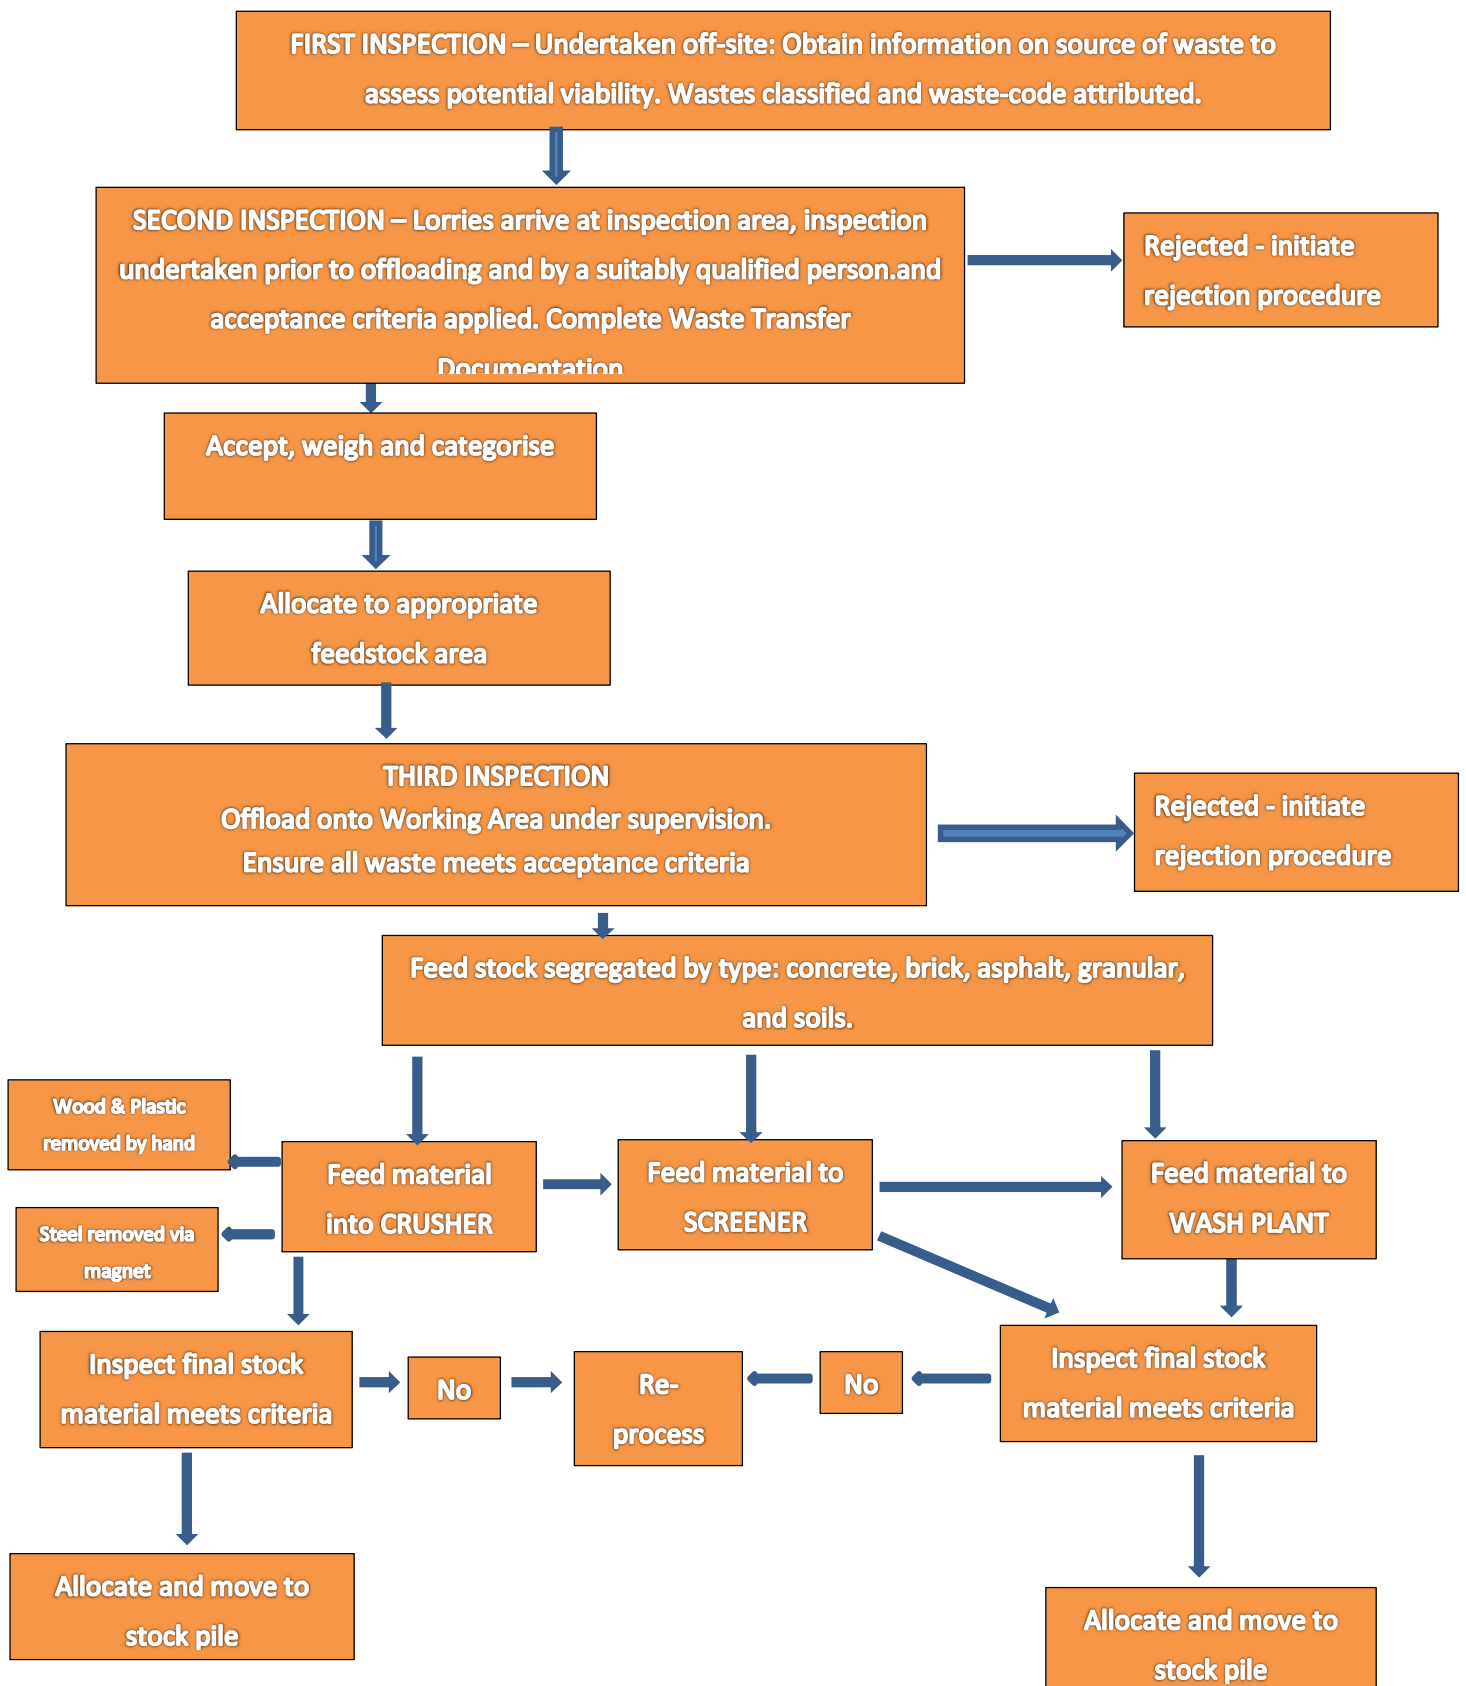 FIRST INSPECTION – Undertaken off-site: Obtain information on source of waste to
assess potential viability. Wastes classified and waste-code attributed.
SECOND INSPECTION – Lorries arrive at inspection area, inspection
undertaken prior to offloading and by a suitably qualified person.and
acceptance criteria applied. Complete Waste Transfer
Documentation
Rejected - initiate
rejection procedure
Accept, weigh and categorise
Allocate to appropriate
feedstock area
THIRD INSPECTION
Offload onto Working Area under supervision.
Ensure all waste meets acceptance criteria
Rejected - initiate
rejection procedure
Feed stock segregated by type: concrete, brick, asphalt, granular,
and soils.
Wood & Plastic
removed by hand
Steel removed via
magnet
Feed material
into CRUSHER
Feed material to
SCREENER
Feed material to
WASH PLANT
Inspect final stock
material meets criteria
No
Re-
process
No
Inspect final stock
material meets criteria
Allocate and move to
stock pile
Allocate and move to
stock pile